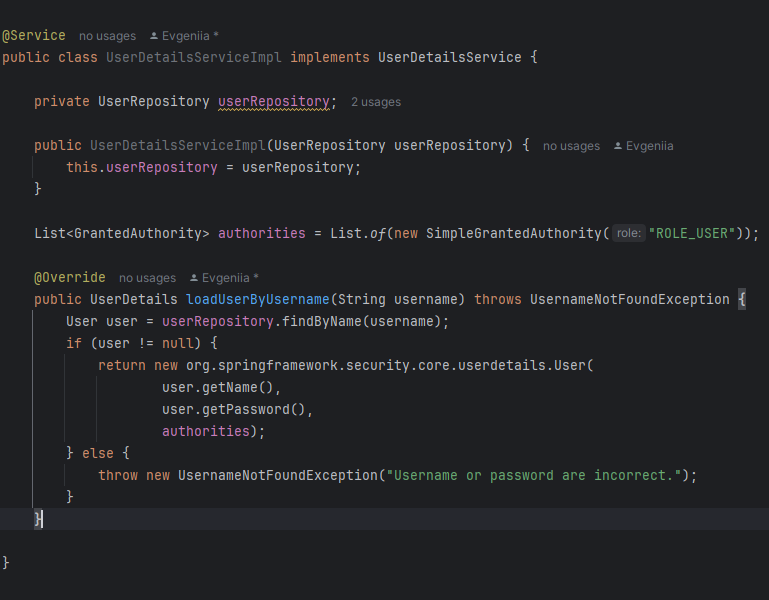 @Service no usages Evgeniia *
public class UserDetailsServiceImpl implements UserDetailsService {
private UserRepository userRepository; 2 usages
public UserDetailsServiceImpl(UserRepository userRepository) { no usages Evgeniia
this.userRepository = userRepository;
}
List<GrantedAuthority> authorities = List.of(new SimpleGrantedAuthority( role: "ROLE_USER"));
@Override no usages Evgeniia *
public UserDetails loadUserByUsername(String username) throws UsernameNotFoundException {
User user = userRepository.findByName(username);
if (user != null) {
return new org.springframework.security.core.userdetails.User(
user.getName(),
user.getPassword(),
authorities);
} else {
throw new UsernameNotFoundException("Username or password are incorrect.");
}
}
}